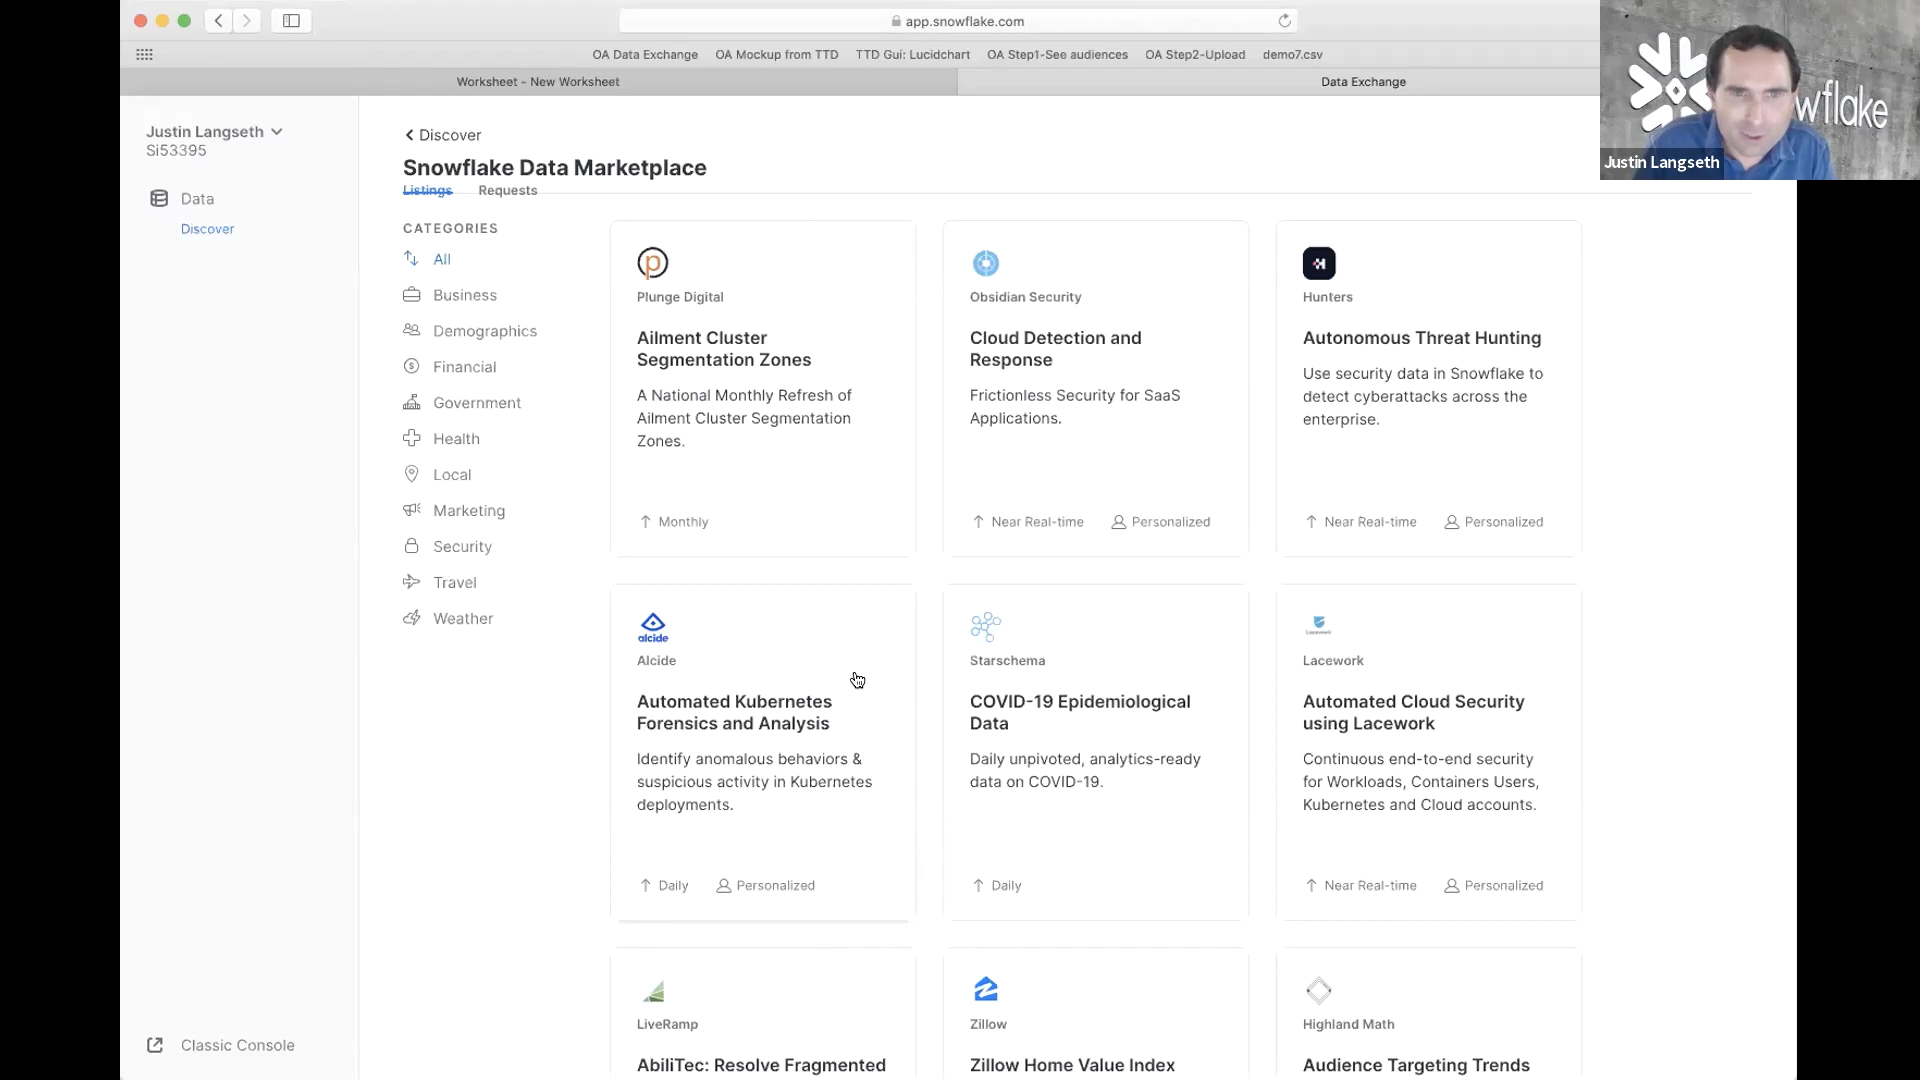 app.snowflake.com
OA Data Exchange
OA Mockup from TTD
TTD Gui: Lucidchart
OA Step1-See audiences
OA Step2-Upload
demo7.csv
Worksheet - New Worksheet
Data Exchange
wflake
Justin Langseth
Justin Langseth
SI53395
Data
Discover
Classic Console
Discover
Snowflake Data Marketplace
Listings
Requests
CATEGORIES
All
Business
Demographics
Financial
Government
Health
Local
Marketing
Security
Travel
Weather
Plunge Digital
Ailment Cluster
Segmentation Zones
A National Monthly Refresh of
Ailment Cluster Segmentation
Zones.
Monthly
Obsidian Security
Cloud Detection and
Response
Frictionless Security for SaaS
Applications.
Near Real-time
Personalized
Hunters
Autonomous Threat Hunting
Use security data in Snowflake to
detect cyberattacks across the
enterprise.
Near Real-time
Personalized
alcide
Alcide
Automated Kubernetes
Forensics and Analysis
Identify anomalous behaviors &
suspicious activity in Kubernetes
deployments.
Daily
Personalized
Starschema
COVID-19 Epidemiological
Data
Daily unpivoted, analytics-ready
data on COVID-19.
Daily
Lacework
Lacework
Automated Cloud Security
using Lacework
Continuous end-to-end security
for Workloads, Containers Users,
Kubernetes and Cloud accounts.
Near Real-time
Personalized
LiveRamp
AbiliTec: Resolve Fragmented
Zillow
Zillow Home Value Index
Highland Math
Audience Targeting Trends